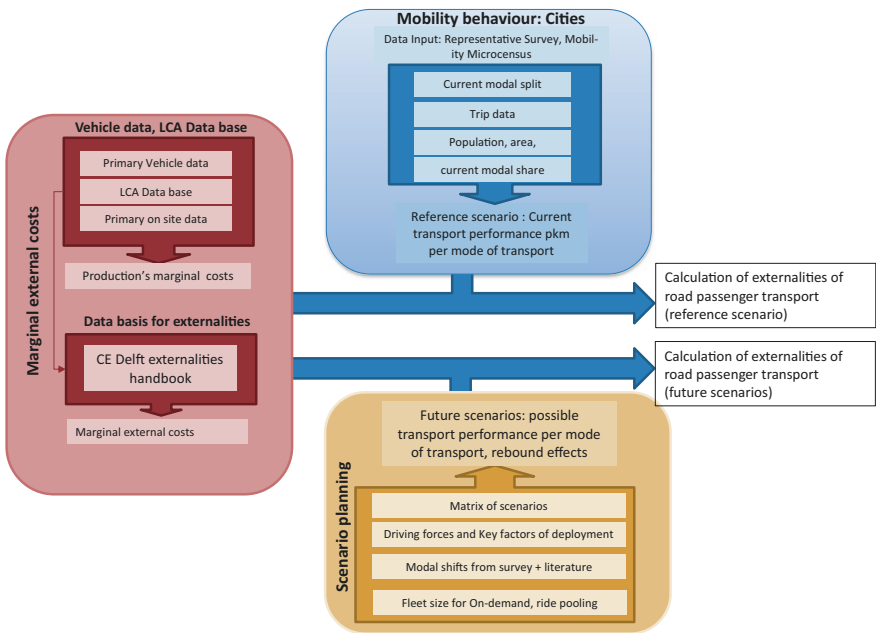 Mobility behaviour: Cities
Data Input: Representative Survey, Mobil-
ity Microcensus
Current modal split
Trip data
Population, area,
current modal share
Reference scenario : Current
transport performance pkm
per mode of transport
Marginal external costs
Vehicle data, LCA Data base
Primary Vehicle data
LCA Data base
Primary on site data
Production's marginal costs
Data basis for externalities
CE Delft externalities
handbook
Marginal external costs
Calculation of externalities of
road passenger transport
(reference scenario)
Calculation of externalities of
road passenger transport
(future scenarios)
Scenario planning
Future scenarios: possible
transport performance per mode
of transport, rebound effects
Matrix of scenarios
Driving forces and Key factors of deployment
Modal shifts from survey + literature
Fleet size for On-demand, ride pooling